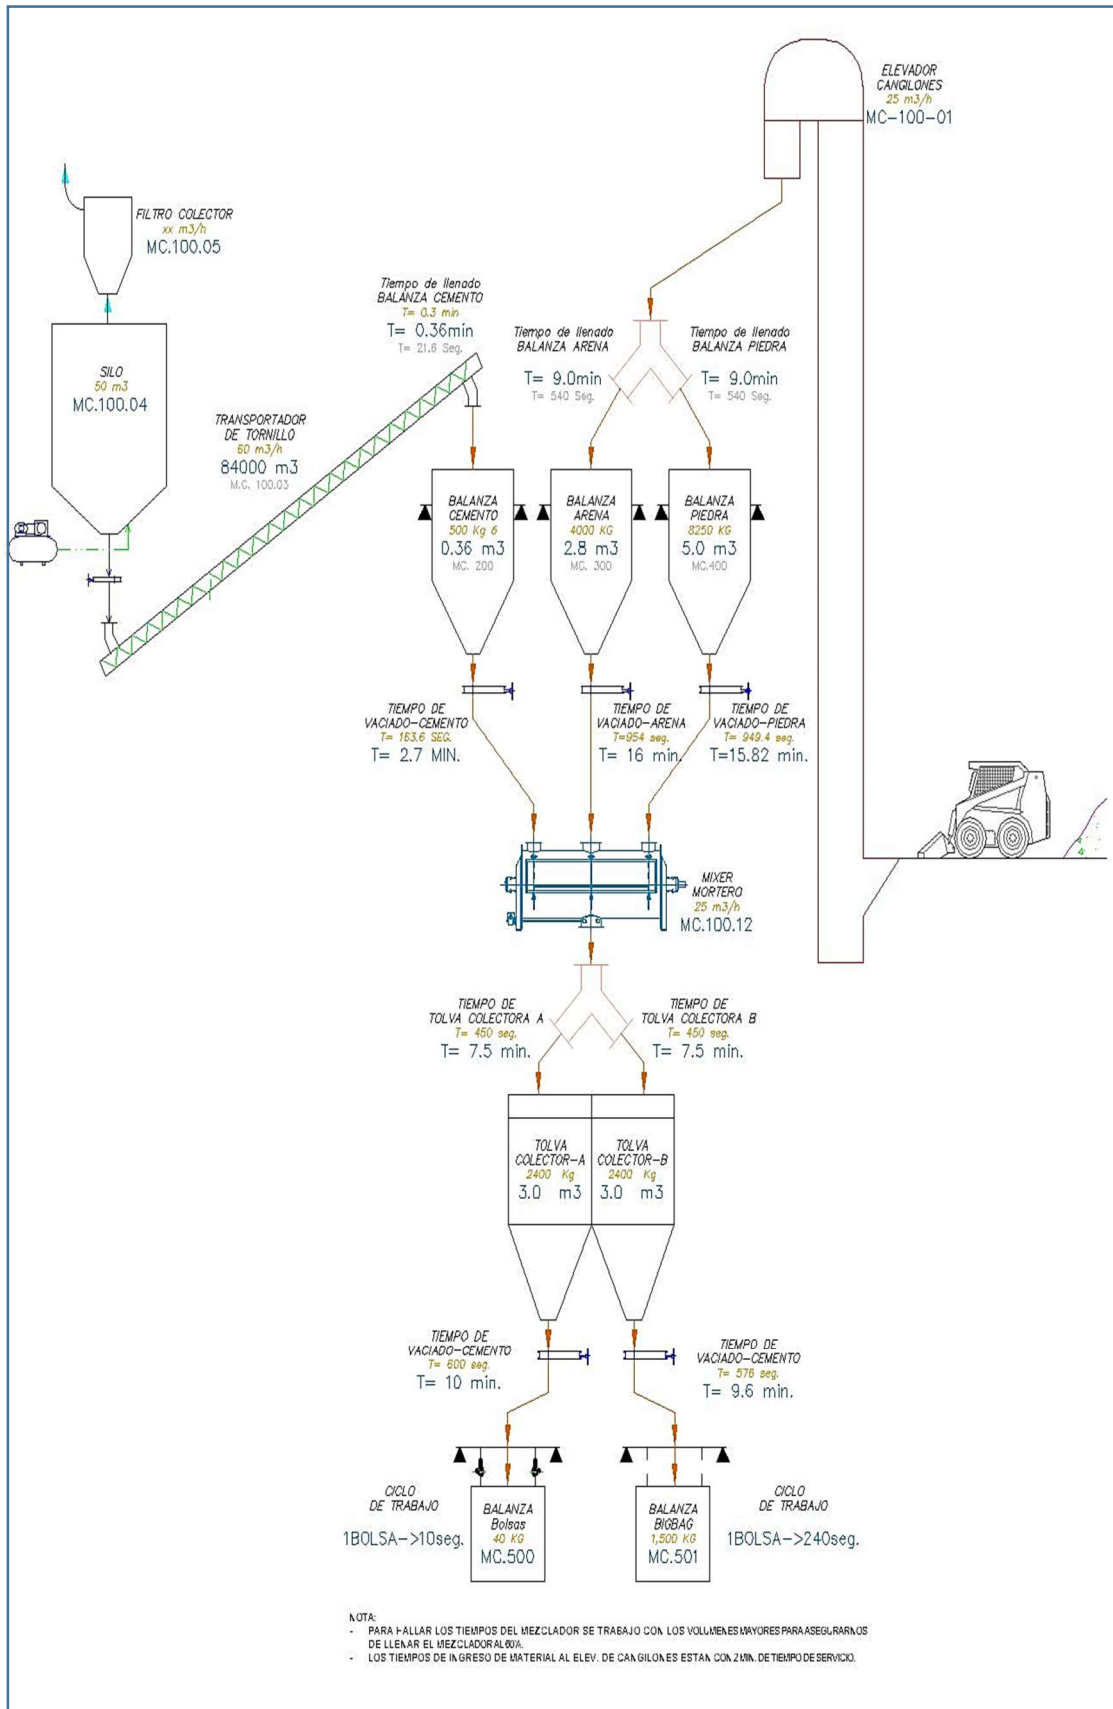 ELEVADOR
CANGILONES
25 m3/h
MC-100-01
FILTRO COLECTOR
xx m3/h
MC.100.05
SILO
50 m3
MC.100.04
TRANSPORTADOR
DE TORNILLO
60 m3/h
84000 m3
M.C. 100.03
Tiempo de llenado
BALANZA CEMENTO
T= 0.3 min
T= 0.36min
T= 21.6 Seg.
Tiempo de llenado
BALANZA ARENA
T= 9.0min
T= 540 Seg.
Tiempo de llenado
BALANZA PIEDRA
T= 9.0min
T= 540 Seg.
BALANZA
CEMENTO
500 Kg 6
0.36 m3
MC. 200
BALANZA
ARENA
4000 KG
2.8 m3
MC. 300
BALANZA
PIEDRA
8250 KG
5.0 m3
MC.400
TIEMPO DE
VACIADO-CEMENTO
T= 163.6 SEG.
T= 2.7 MIN.
TIEMPO DE
VACIADO-ARENA
T=954 seg.
T= 16 min.
TIEMPO DE
VACIADO-PIEDRA
T= 949.4 seg.
T=15.82 min.
MIXER
MORTERO
25 m3/h
MC.100.12
TIEMPO DE
TOLVA COLECTORA A
T= 450 seg.
T= 7.5 min.
TIEMPO DE
TOLVA COLECTORA B
T= 450 seg.
T= 7.5 min.
TOLVA
COLECTOR-A
2400 Kg
3.0 m3
TOLVA
COLECTOR-B
2400 Kg
3.0 m3
TIEMPO DE
VACIADO-CEMENTO
T= 600 seg.
T= 10 min.
TIEMPO DE
VACIADO-CEMENTO
T= 576 seg.
T= 9.6 min.
CICLO
DE TRABAJO
1BOLSA->10seg.
BALANZA
Bolsas
40 KG
MC.500
BALANZA
BIGBAG
1,500 KG
MC.501
CICLO
DE TRABAJO
1BOLSA->240seg.
NOTA:
- PARA HALLAR LOS TIEMPOS DEL MEZCLADOR SE TRABAJO CON LOS VOLUMENES MAYORES PARA ASEGURARNOS
DE LLENAR EL MEZCLADOR AL 60%.
- LOS TIEMPOS DE INGRESO DE MATERIAL AL ELEV. DE CANGILONES ESTAN CON 2 MIN. DE TIEMPO DE SERVICIO.